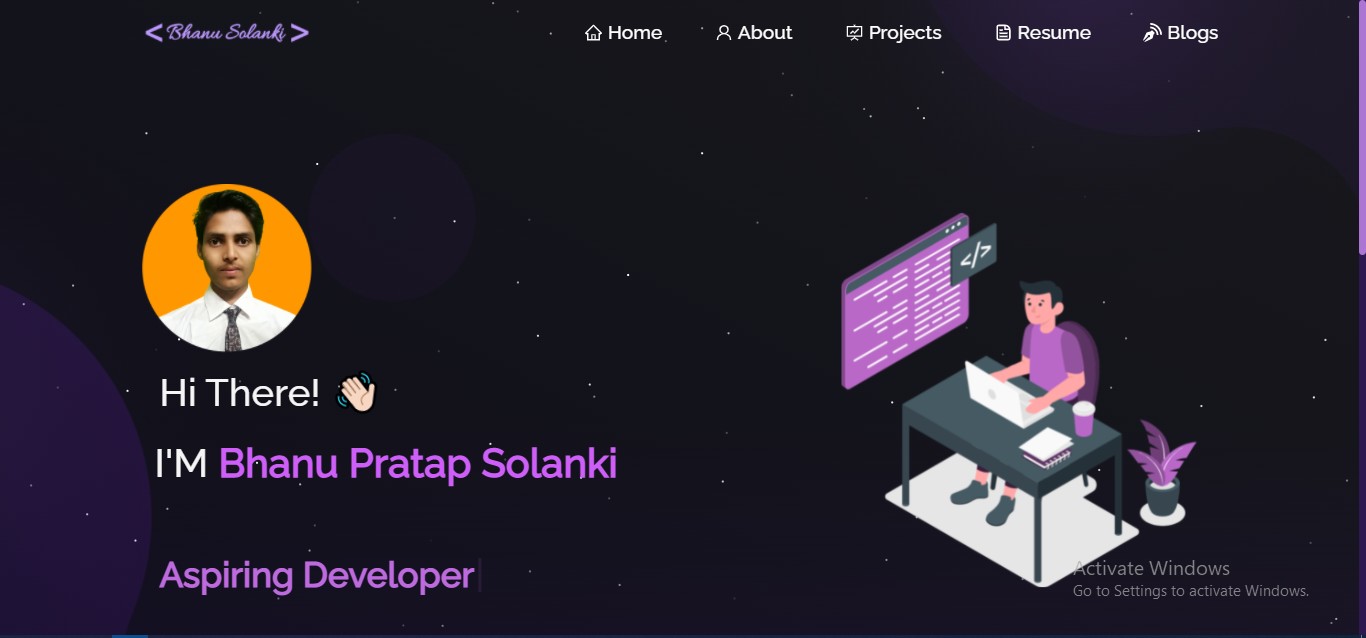 < Bhanu Solanki >
Home About Projects Resume Blogs
</>
Hi There! 👋🏻
I'M Bhanu Pratap Solanki
Aspiring Developer
Activate Windows
Go to Settings to activate Windows.